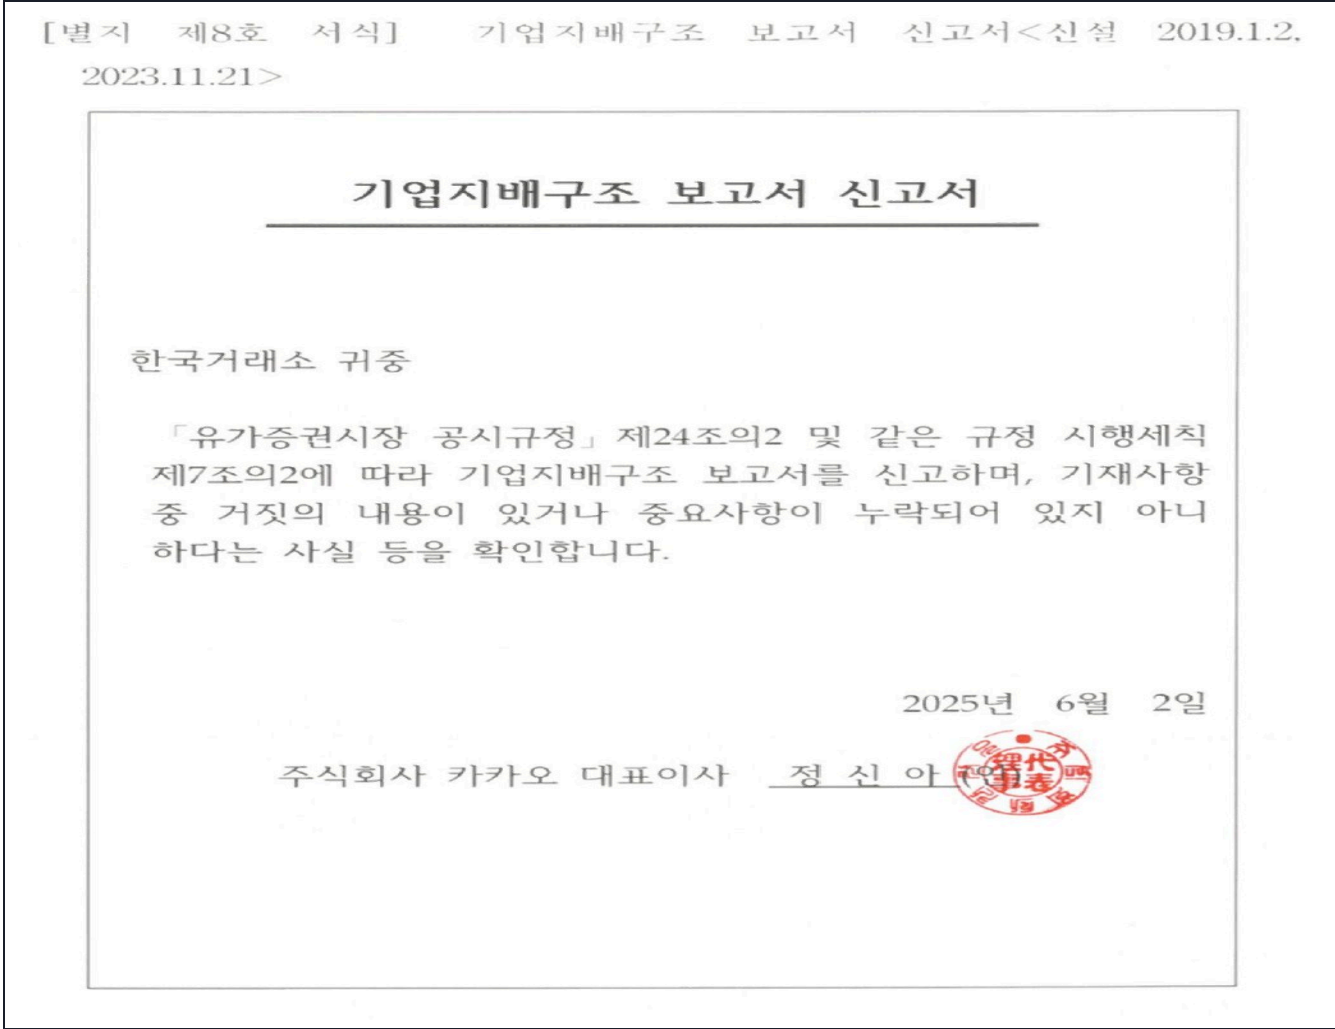 [별지 제8호 서식] 기업지배구조 보고서 신고서<신설 2019.1.2,
2023.11.21>
기업지배구조 보고서 신고서
한국거래소 귀중
「유가증권시장 공시규정」제24조의2 및 같은 규정 시행세칙
제7조의2에 따라 기업지배구조 보고서를 신고하며, 기재사항
중 거짓의 내용이 있거나 중요사항이 누락되어 있지 아니
하다는 사실 등을 확인합니다.
2025년 6월 2일
주식회사 카카오 대표이사 정 신 아 (인)